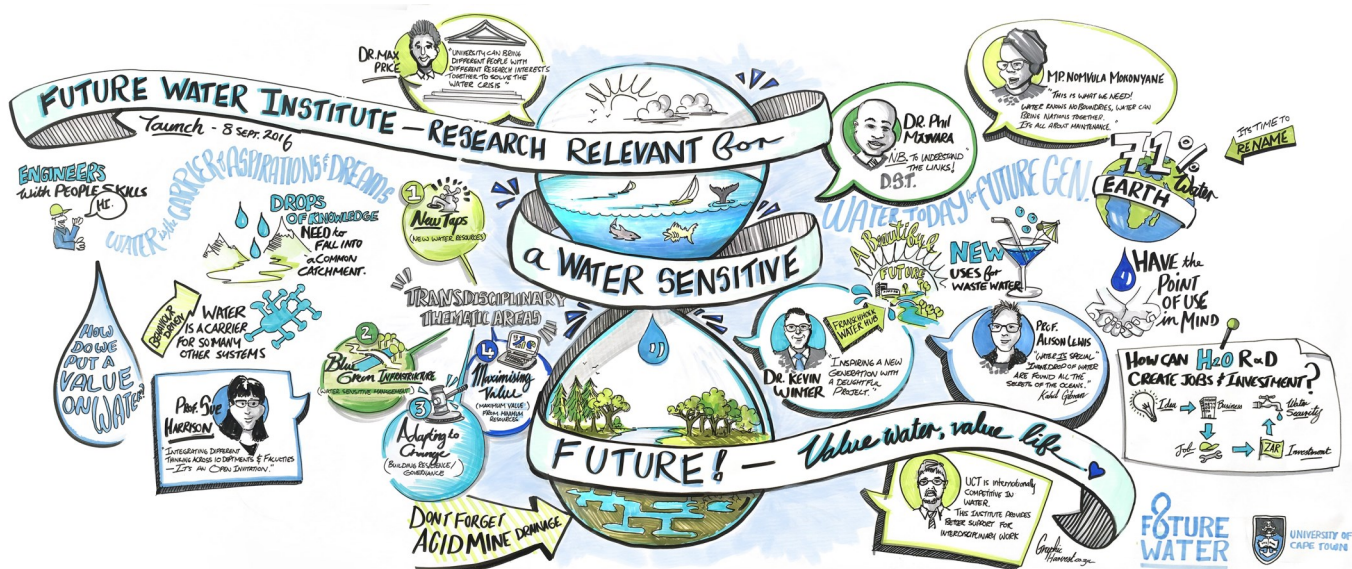 DR. MAX
PRICE
"UNIVERSITY CAN BRING
DIFFERENT PEOPLE WITH
DIFFERENT RESEARCH INTERESTS
TOGETHER TO SOLVE THE
WATER CRISIS"
MP. NOMVULA MOKONYANE
"THIS IS WHAT WE NEED!
WATER KNOWS NO BOUNDARIES, WATER CAN
BRING NATIONS TOGETHER.
IT'S ALL ABOUT MAINTENANCE."
FUTURE WATER INSTITUTE — RESEARCH RELEVANT for
a WATER SENSITIVE
FUTURE! — Value water, value life
Launch - 8 SEPT. 2016
ENGINEERS
with PEOPLE SKILLS
HI.
WATER is the CARRIER of ASPIRATIONS & DREAMS
DROPS
OF KNOWLEDGE
NEED to
FALL INTO
a COMMON
CATCHMENT.
HOW
DO WE
PUT A
VALUE
ON
WATER?
WATER
IS A CARRIER
FOR SO MANY
OTHER SYSTEMS
PROF. SUE
HARRISON
"INTEGRATING DIFFERENT
THINKING ACROSS 10 DEPTMENTS & FACULTIES
— IT'S AN OPEN INVITATION."
TRANSDISCIPLINARY
THEMATIC AREAS
1
New Taps
(NEW WATER RESOURCES)
2
Blue
Green INFRASTRUKTURE
(WATER SENSITIVE MANAGEMENT)
3
Adapting to
Change
(BUILDING RESILIENCE/
GOVERNANCE)
4
Maximising
Value
(MAXIMUM VALUE
FROM MINIMUM
RESOURCES)
DONT FORGET
ACID MINE DRAINAGE
DR. PHIL
MJWARA
N.B. TO UNDERSTAND
THE LINKS!
D.S.T.
WATER TODAY for FUTURE GEN.
71%
Water
EARTH
IT'S TIME TO
RENAME
A Beautiful
FUTURE
NEW
USES for
WASTE WATER
HAVE the
POINT
OF USE
in MIND
FRANSCHHOEK
WATER HUB
DR. KEVIN
WINTER
"INSPIRING A NEW
GENERATION WITH
A DELIGHTFUL
PROJECT."
PROF.
ALISON LEWIS
"WATER IS SPECIAL"
IN ONE DROP OF WATER
ARE FOUND ALL THE
SECRETS OF THE OCEANS."
Kahlil Gibran
HOW CAN H2O R&D
CREATE JOBS & INVESTMENT?
Idea
Business
Water
Security
Job
ZAR
Investment
UCT IS INTERNATIONALLY
COMPETITIVE IN
WATER.
THIS INSTITUTE PROVIDES
BETTER SUPPORT FOR
INTERDISCIPLINARY WORK
Graphic
Harvest.co.za
FUTURE
WATER
UNIVERSITY OF
CAPE TOWN